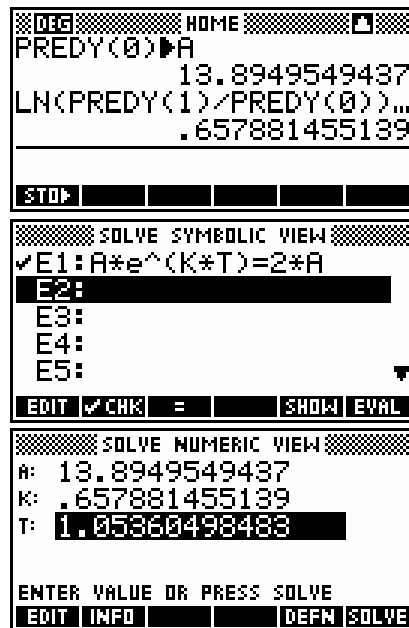 DEG HOME
PREDY(0)▶A
13.8949549437
LN(PREDY(1)/PREDY(0))…
.657881455139
STO▶
SOLVE SYMBOLIC VIEW
✓E1:A*e^(K*T)=2*A
E2:
E3:
E4:
E5:
EDIT ✓CHK = SHOW EVAL
SOLVE NUMERIC VIEW
A: 13.8949549437
K: .657881455139
T: 1.05360498483
ENTER VALUE OR PRESS SOLVE
EDIT INFO DEFN SOLVE